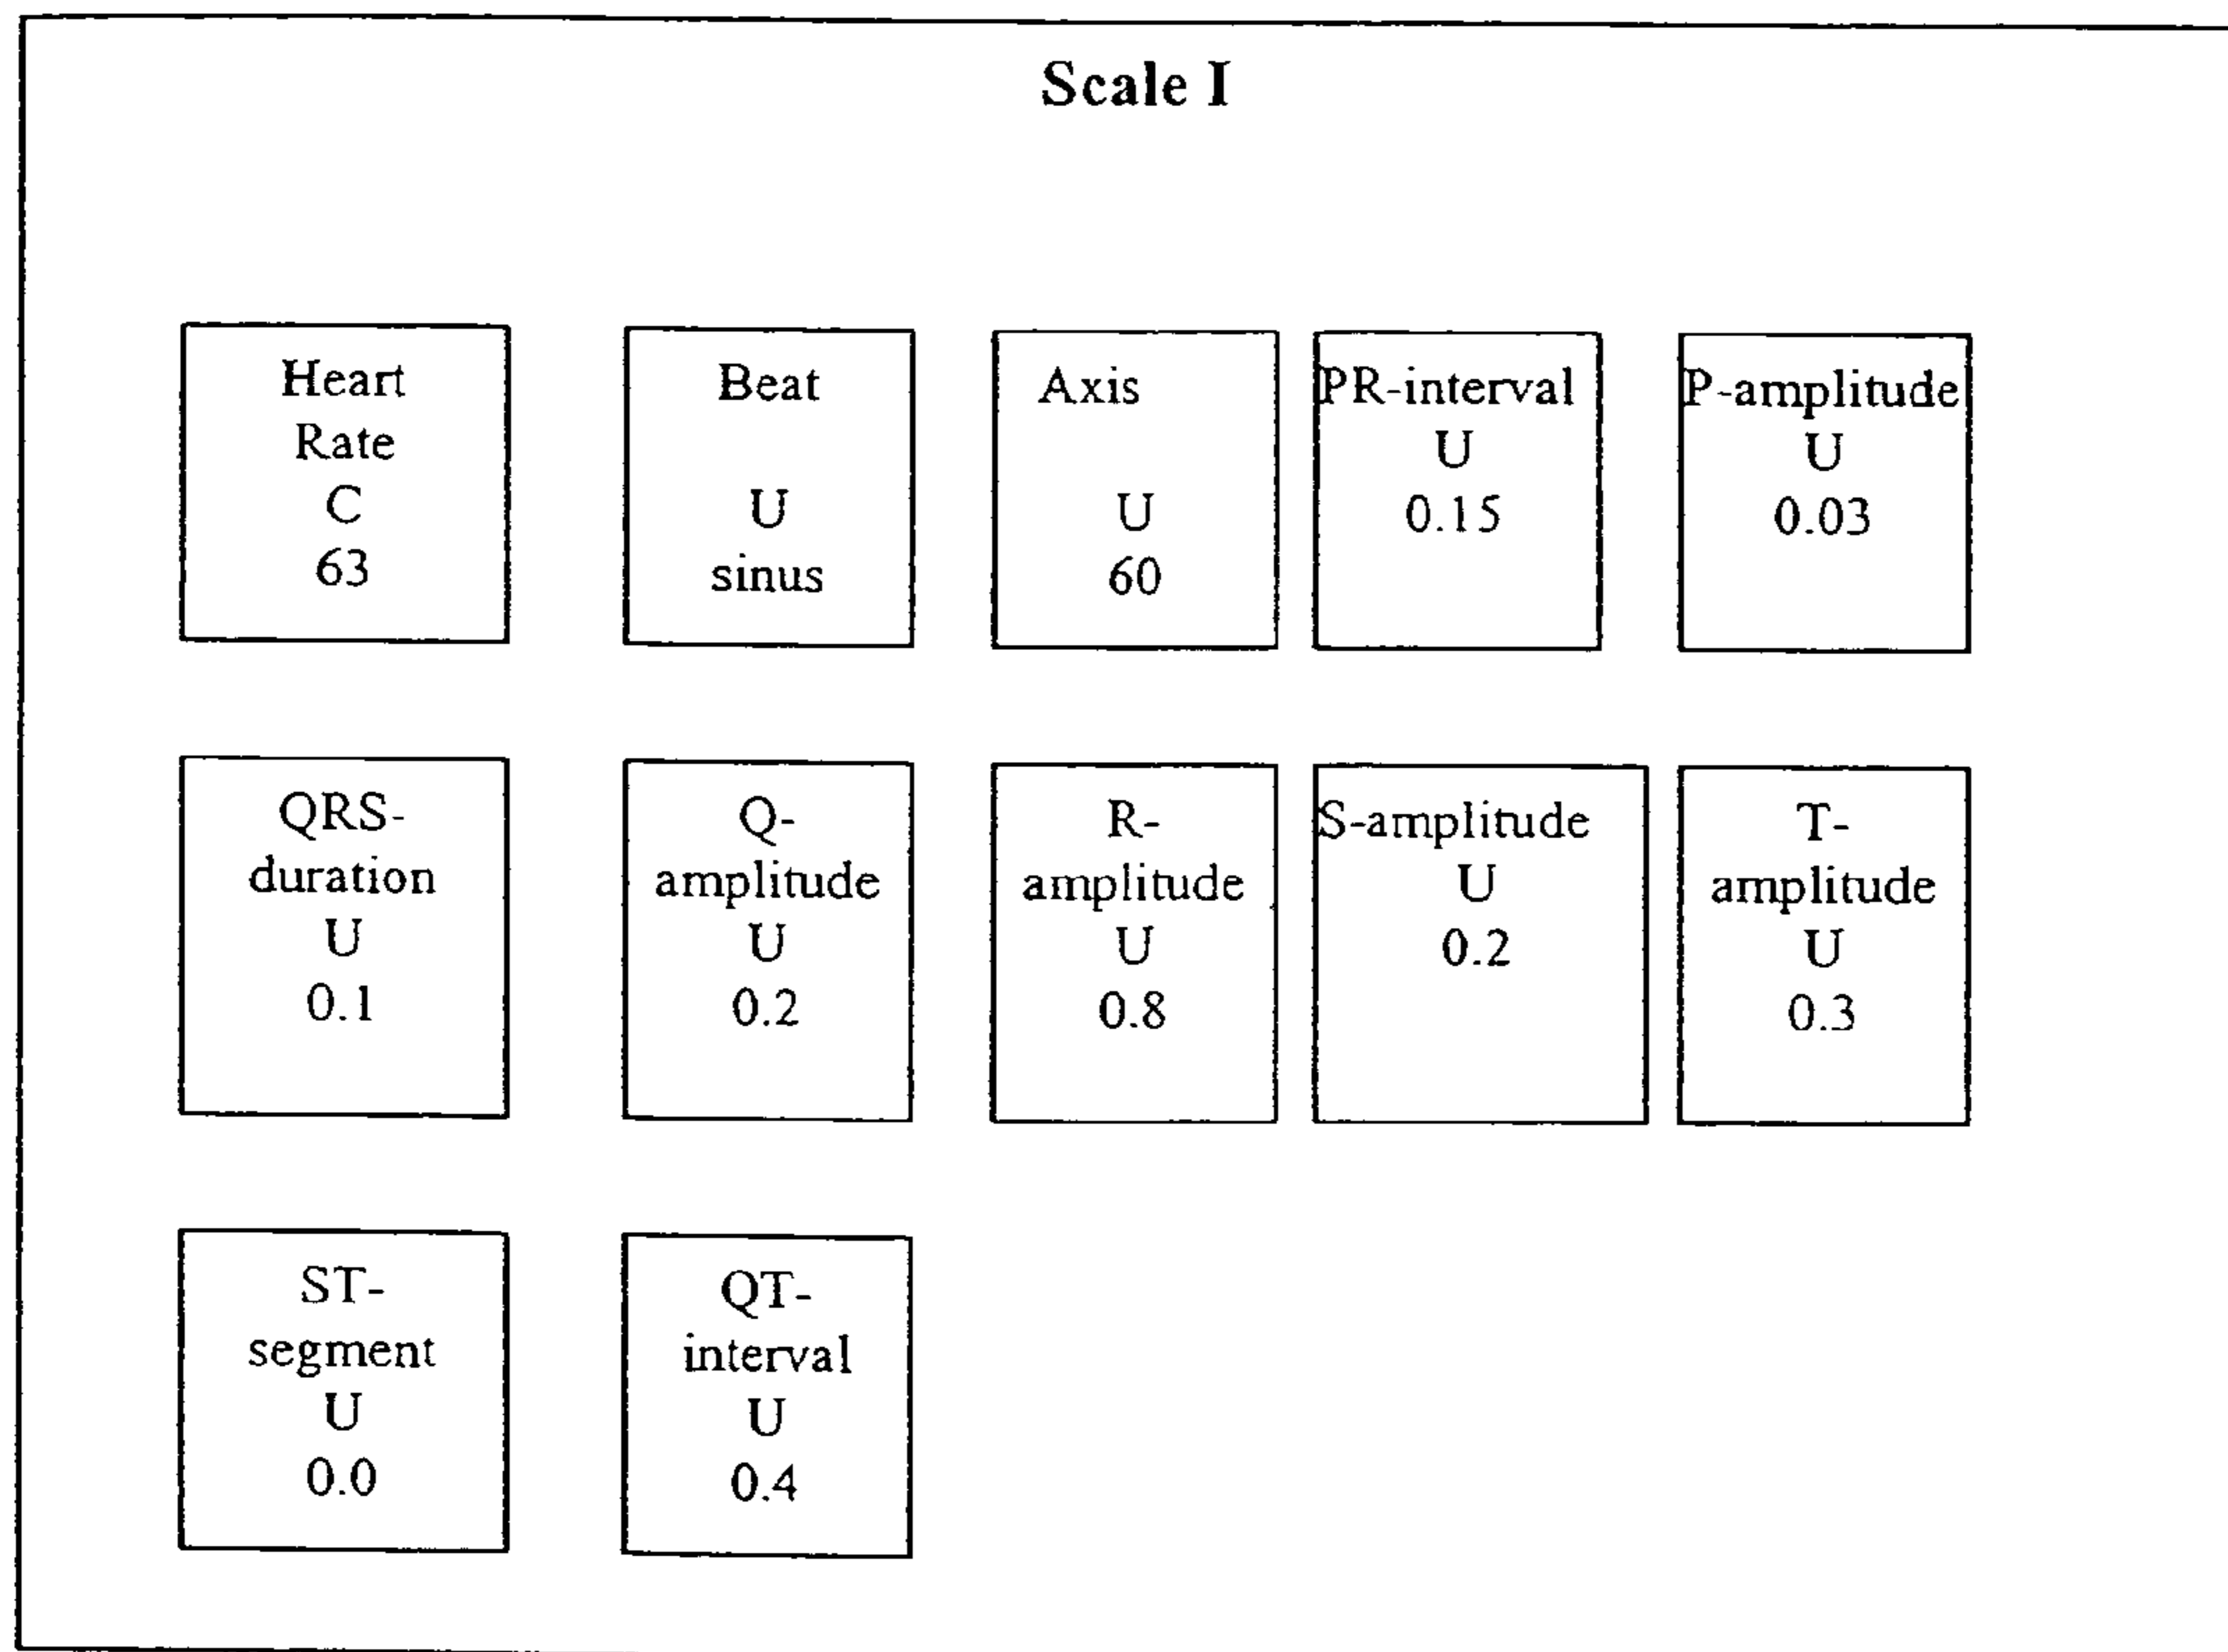 Scale I
Heart
Rate
C
63
Beat
U
sinus
Axis
U
60
PR-interval
U
0.15
P-amplitude
U
0.03
QRS-
duration
U
0.1
Q-
amplitude
U
0.2
R-
amplitude
U
0.8
S-amplitude
U
0.2
T-
amplitude
U
0.3
ST-
segment
U
0.0
QT-
interval
U
0.4